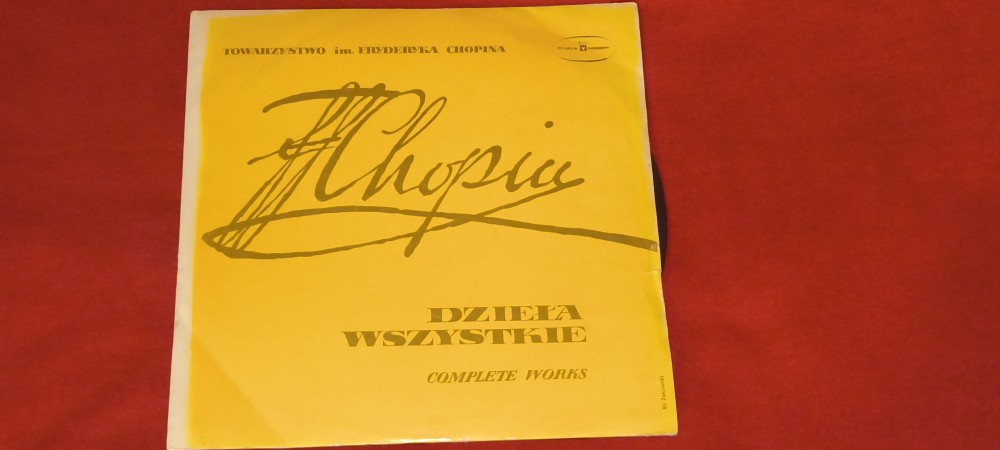 TOWARZYSTWO im. FRYDERYKA CHOPINA
FChopin
DZIEŁA
WSZYSTKIE
COMPLETE WORKS